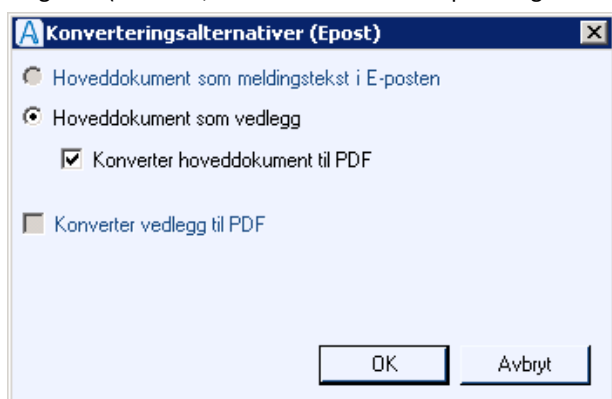 Konverteringsalternativer (Epost)
Hoveddokument som meldingstekst i E-posten
Hoveddokument som vedlegg
Konverter hoveddokument til PDF
Konverter vedlegg til PDF
OK Avbryt